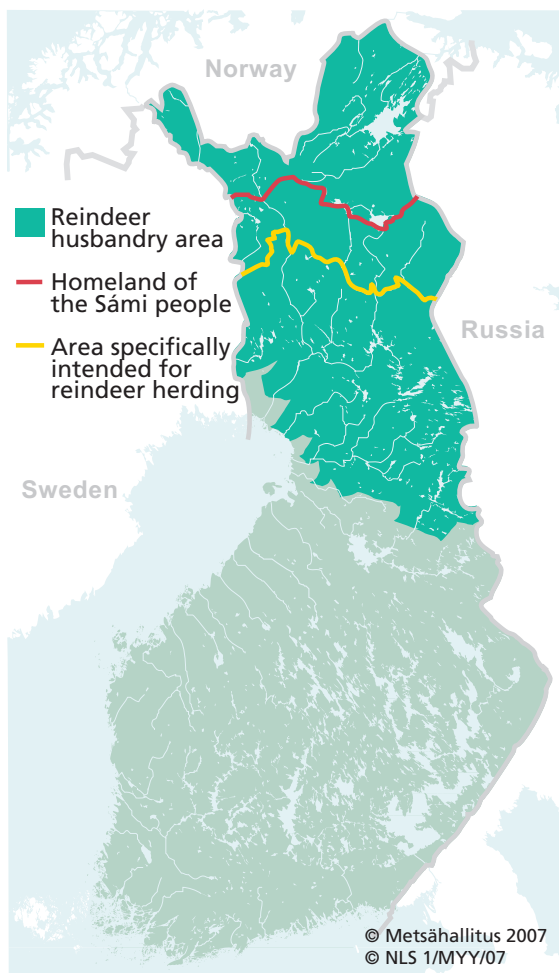 Norway
Reindeer
husbandry area
Homeland of
the Sámi people
Russia
Area specifically
intended for
reindeer herding
Sweden
© Metsähallitus 2007
© NLS 1/MYY/07